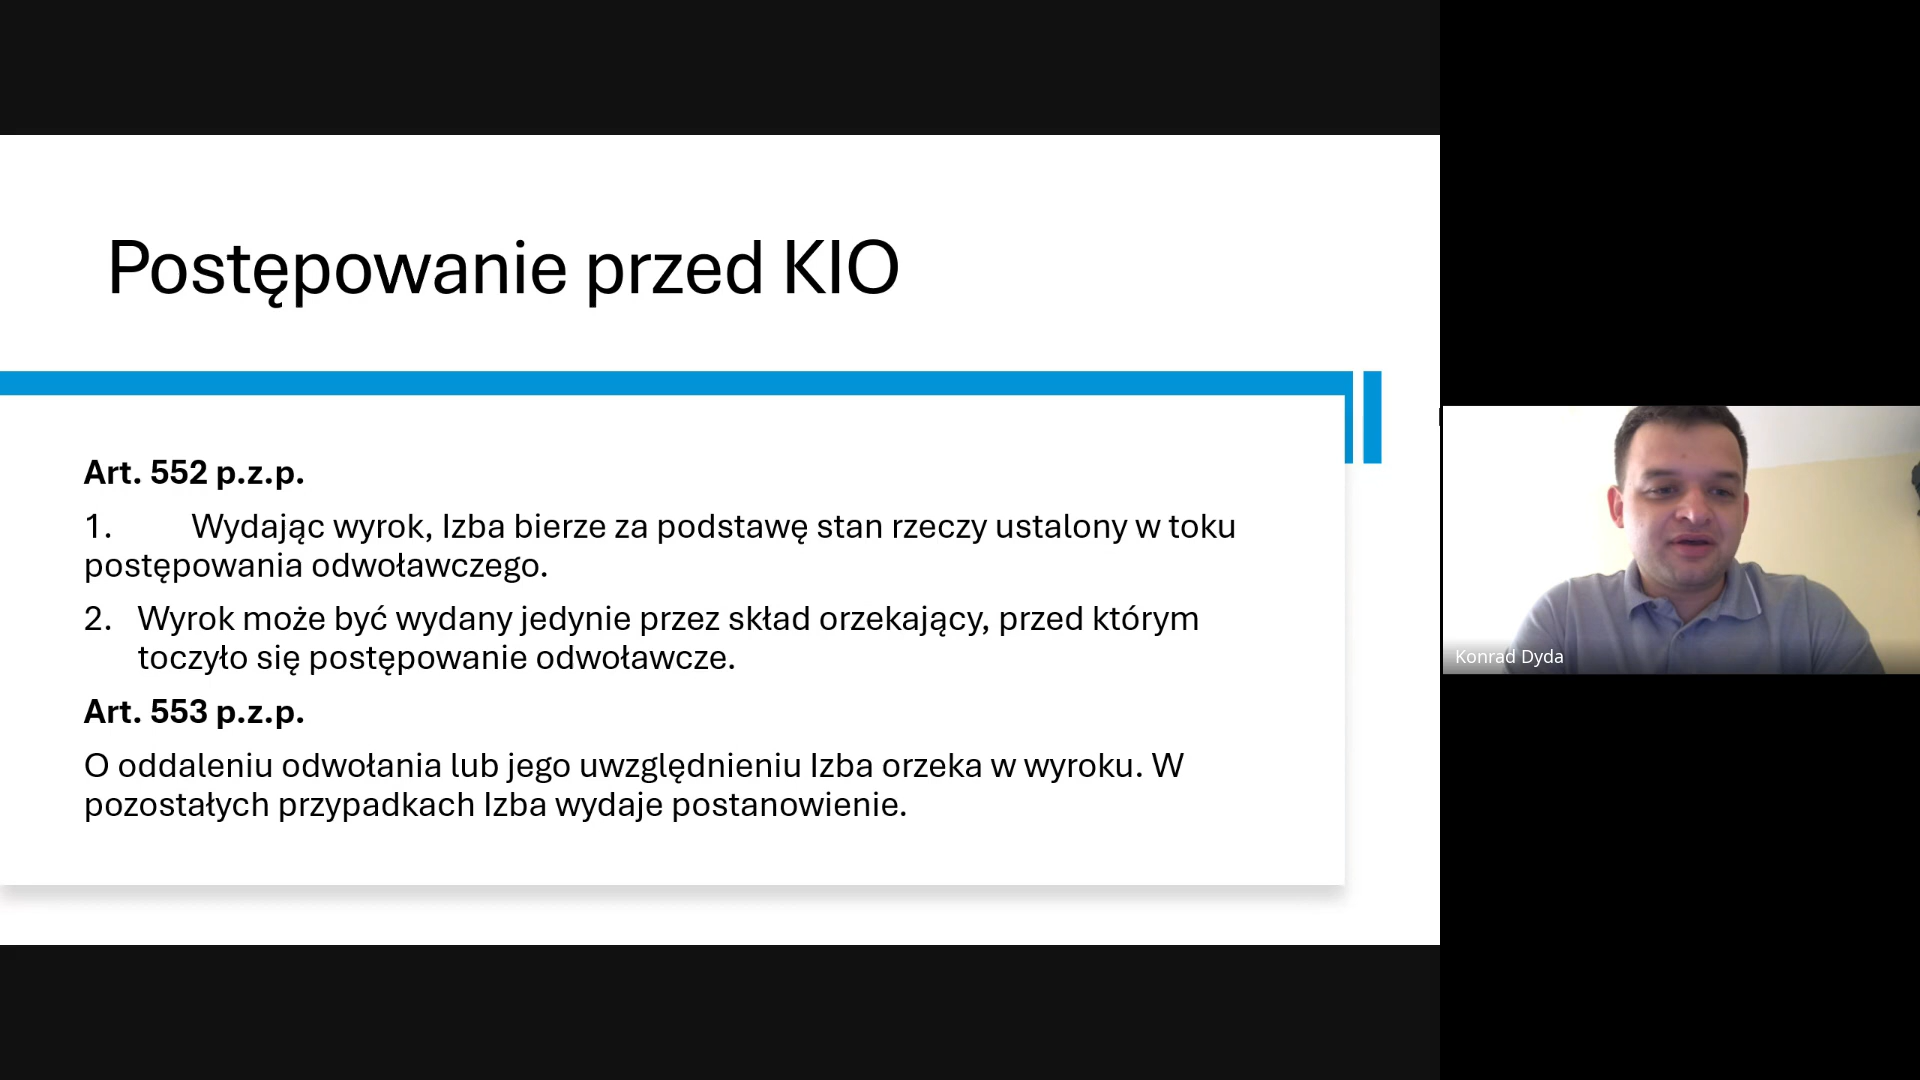 Postępowanie przed KIO
Art. 552 p.z.p.
1. Wydając wyrok, Izba bierze za podstawę stan rzeczy ustalony w toku
postępowania odwoławczego.
2. Wyrok może być wydany jedynie przez skład orzekający, przed którym
toczyło się postępowanie odwoławcze.
Art. 553 p.z.p.
O oddaleniu odwołania lub jego uwzględnieniu Izba orzeka w wyroku. W
pozostałych przypadkach Izba wydaje postanowienie.
Konrad Dyda